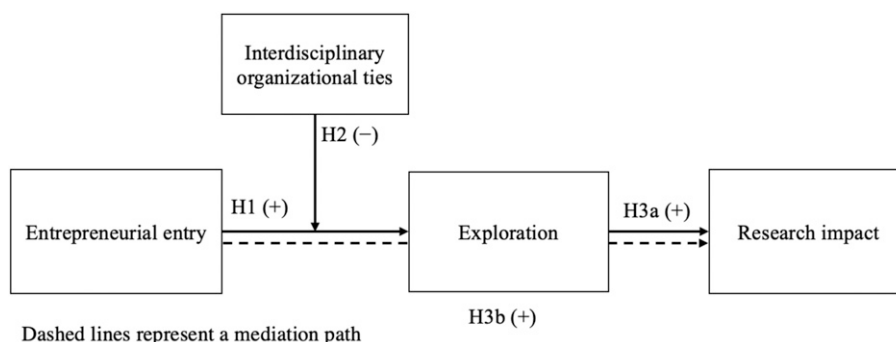 Interdisciplinary
organizational ties
H2 (−)
H1 (+)
H3a (+)
Entrepreneurial entry
Exploration
Research impact
H3b (+)
Dashed lines represent a mediation path